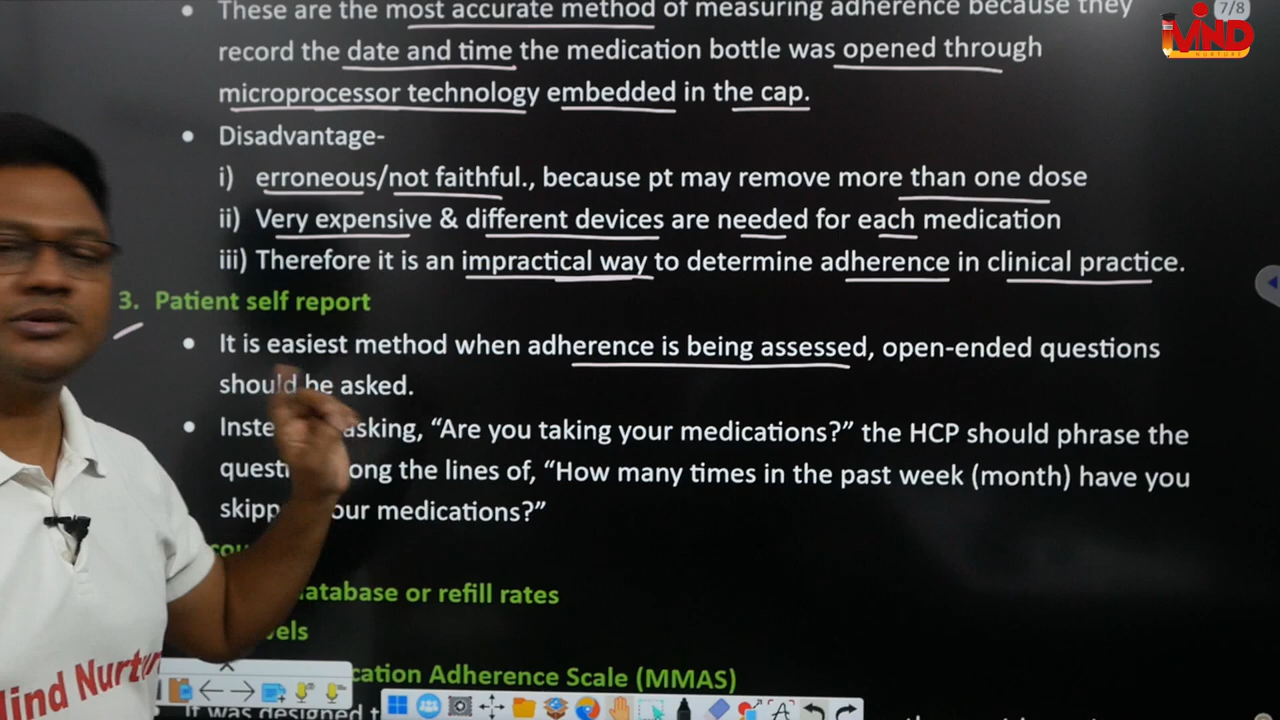 7/8
MIND
NURTURE
• These are the most accurate method of measuring adherence because they
record the date and time the medication bottle was opened through
microprocessor technology embedded in the cap.
• Disadvantage-
i) erroneous/not faithful., because pt may remove more than one dose
ii) Very expensive & different devices are needed for each medication
iii) Therefore it is an impractical way to determine adherence in clinical practice.
3. Patient self report
• It is easiest method when adherence is being assessed, open-ended questions
should be asked.
• asking, “Are you taking your medications?” the HCP should phrase the
the lines of, “How many times in the past week (month) have you
medications?”
database or refill rates
Adherence Scale (MMAS)
It was designed
Mind Nurture